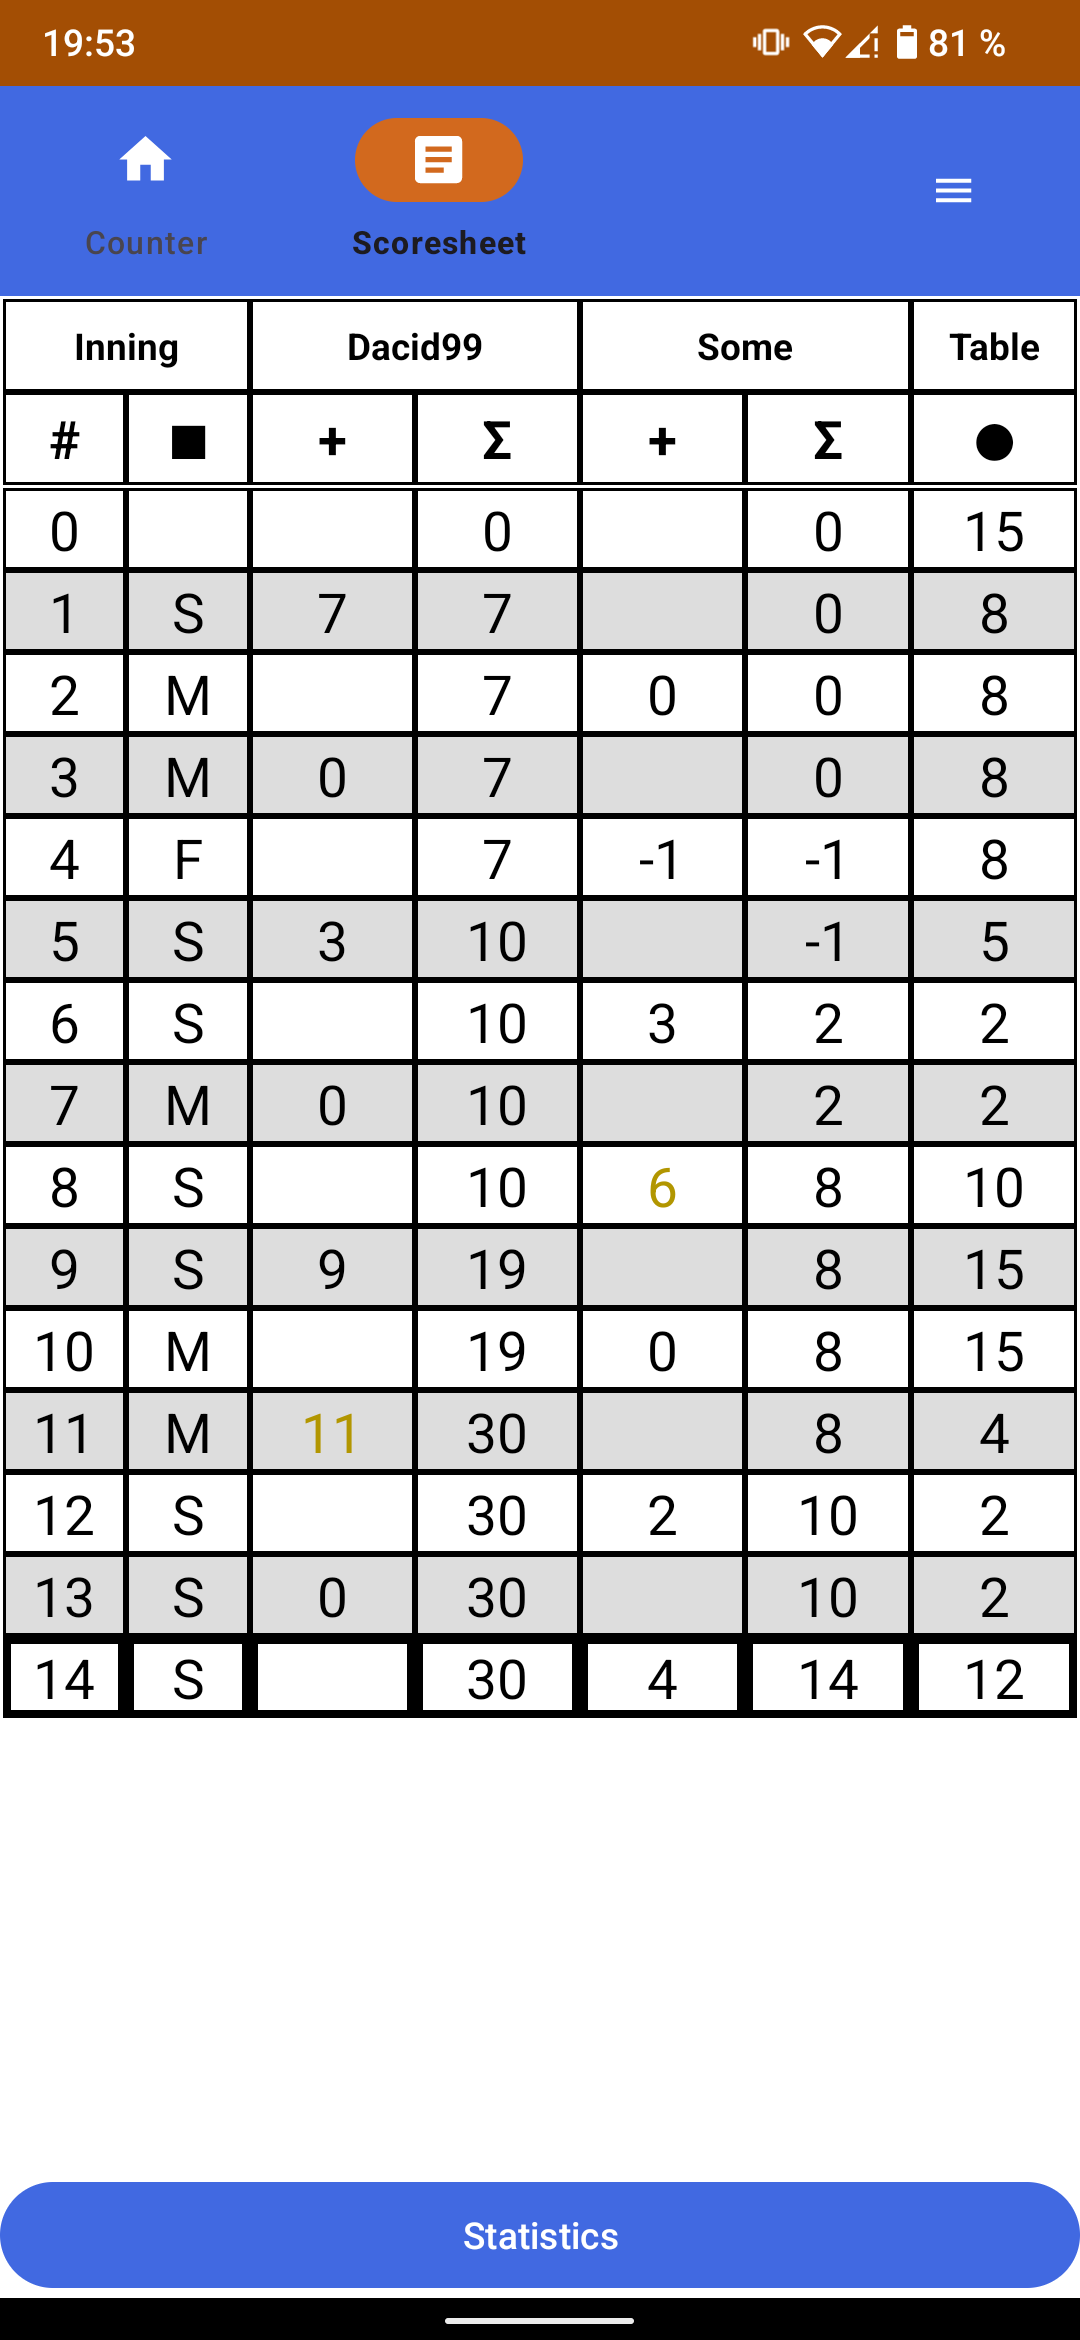 19:53 81 %
Counter Scoresheet
Inning Dacid99 Some Table
# ■ + Σ + Σ ●
0 0 0 15
1 S 7 7 0 8
2 M 7 0 0 8
3 M 0 7 0 8
4 F 7 -1 -1 8
5 S 3 10 -1 5
6 S 10 3 2 2
7 M 0 10 2 2
8 S 10 6 8 10
9 S 9 19 8 15
10 M 19 0 8 15
11 M 11 30 8 4
12 S 30 2 10 2
13 S 0 30 10 2
14 S 30 4 14 12
Statistics